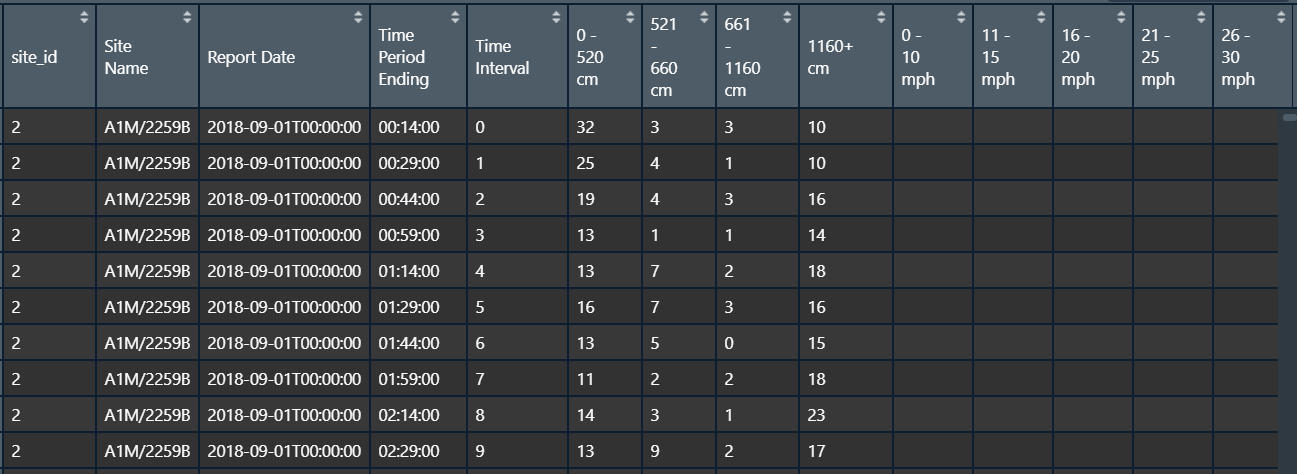 site_id Site Name Report Date Time Period Ending Time Interval 0 - 520 cm 521 - 660 cm 661 - 1160 cm 1160+ cm 0 - 10 mph 11 - 15 mph 16 - 20 mph 21 - 25 mph 26 - 30 mph
2 A1M/2259B 2018-09-01T00:00:00 00:14:00 0 32 3 3 10
2 A1M/2259B 2018-09-01T00:00:00 00:29:00 1 25 4 1 10
2 A1M/2259B 2018-09-01T00:00:00 00:44:00 2 19 4 3 16
2 A1M/2259B 2018-09-01T00:00:00 00:59:00 3 13 1 1 14
2 A1M/2259B 2018-09-01T00:00:00 01:14:00 4 13 7 2 18
2 A1M/2259B 2018-09-01T00:00:00 01:29:00 5 16 7 3 16
2 A1M/2259B 2018-09-01T00:00:00 01:44:00 6 13 5 0 15
2 A1M/2259B 2018-09-01T00:00:00 01:59:00 7 11 2 2 18
2 A1M/2259B 2018-09-01T00:00:00 02:14:00 8 14 3 1 23
2 A1M/2259B 2018-09-01T00:00:00 02:29:00 9 13 9 2 17